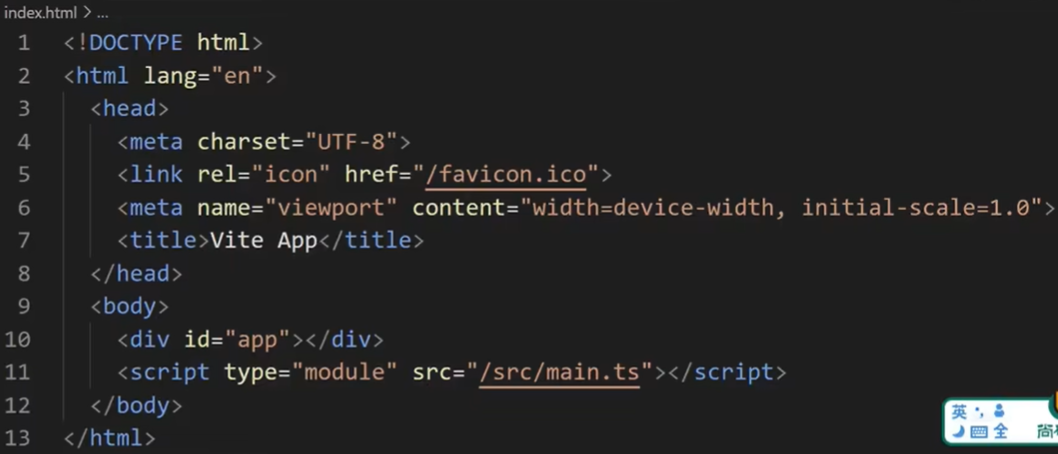 index.html > ...
1 <!DOCTYPE html>
2 <html lang="en">
3 <head>
4 <meta charset="UTF-8">
5 <link rel="icon" href="/favicon.ico">
6 <meta name="viewport" content="width=device-width, initial-scale=1.0">
7 <title>Vite App</title>
8 </head>
9 <body>
10 <div id="app"></div>
11 <script type="module" src="/src/main.ts"></script>
12 </body>
13 </html>
英 •,
全 尚